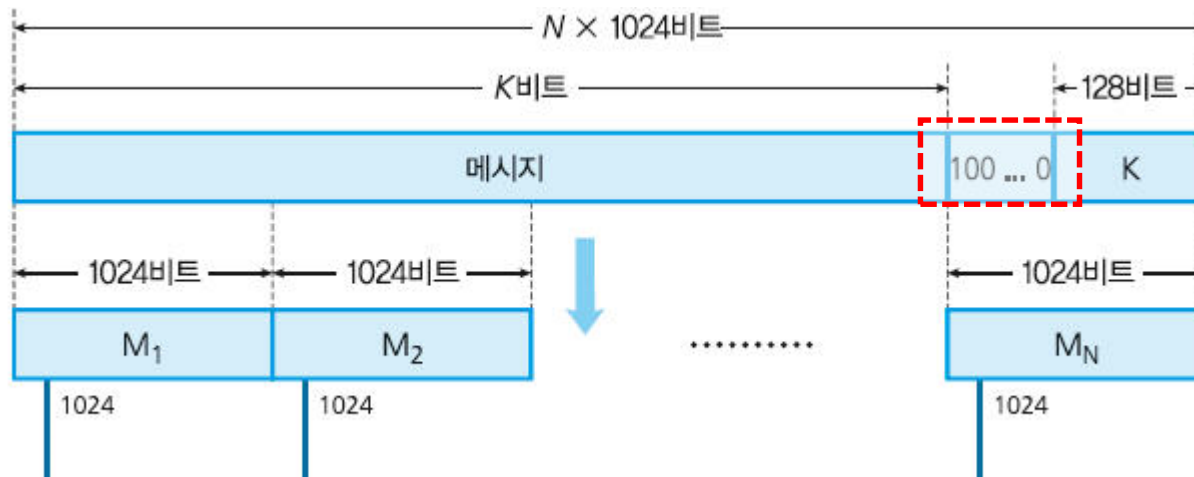 N × 1024비트
K비트
128비트
메시지
100 ... 0
K
1024비트
1024비트
1024비트
M₁
M₂
..........
M_N
1024
1024
1024